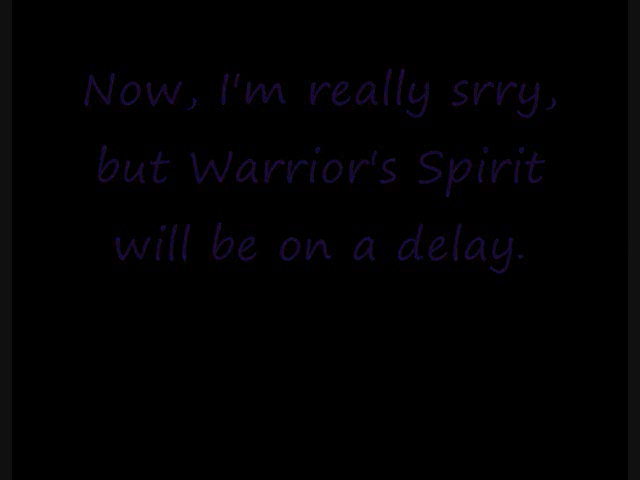 Now, I'm really srry,
but Warrior's Spirit
will be on a delay.